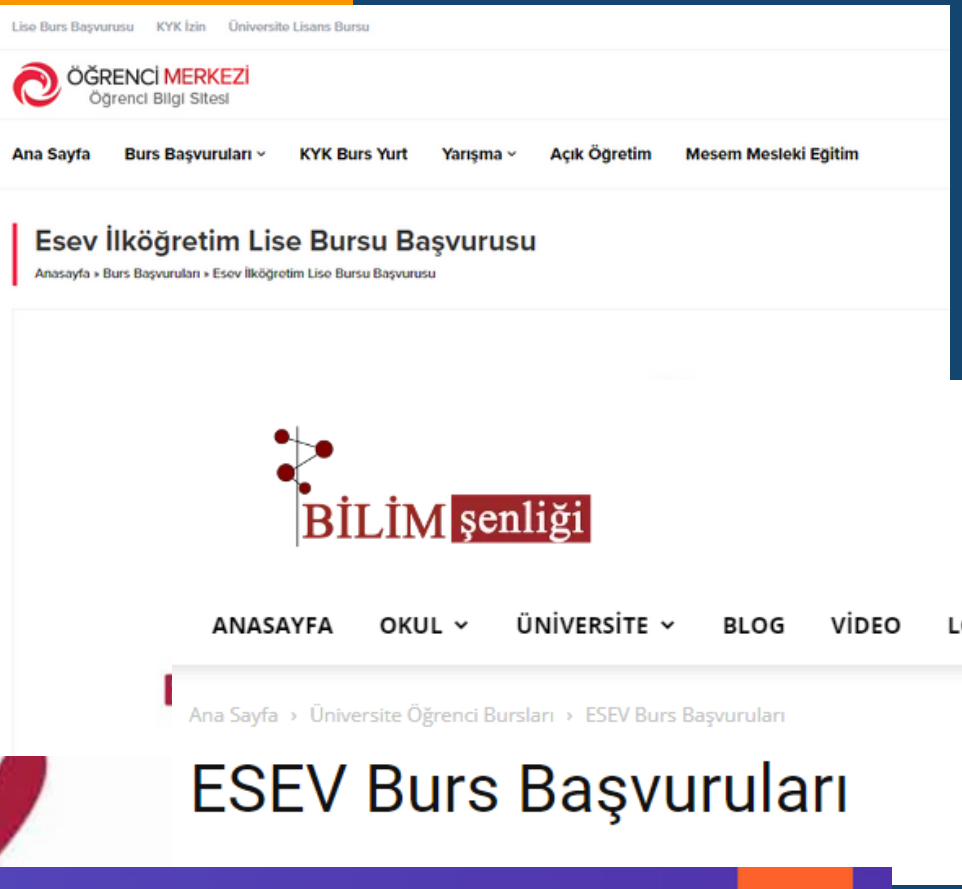 Lise Burs Başvurusu KYK İzin Üniversite Lisans Bursu
ÖĞRENCİ MERKEZİ
Öğrenci Bilgi Sitesi
Ana Sayfa Burs Başvuruları KYK Burs Yurt Yarışma Açık Öğretim Mesem Mesleki Eğitim
Esev İlköğretim Lise Bursu Başvurusu
Anasayfa » Burs Başvuruları » Esev İlköğretim Lise Bursu Başvurusu
BİLİM şenliği
ANASAYFA OKUL ÜNİVERSİTE BLOG VİDEO
Ana Sayfa › Üniversite Öğrenci Bursları › ESEV Burs Başvuruları
ESEV Burs Başvuruları